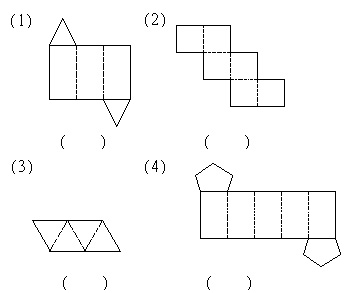 (1) (2)
( ) ( )
(3) (4)
( ) ( )